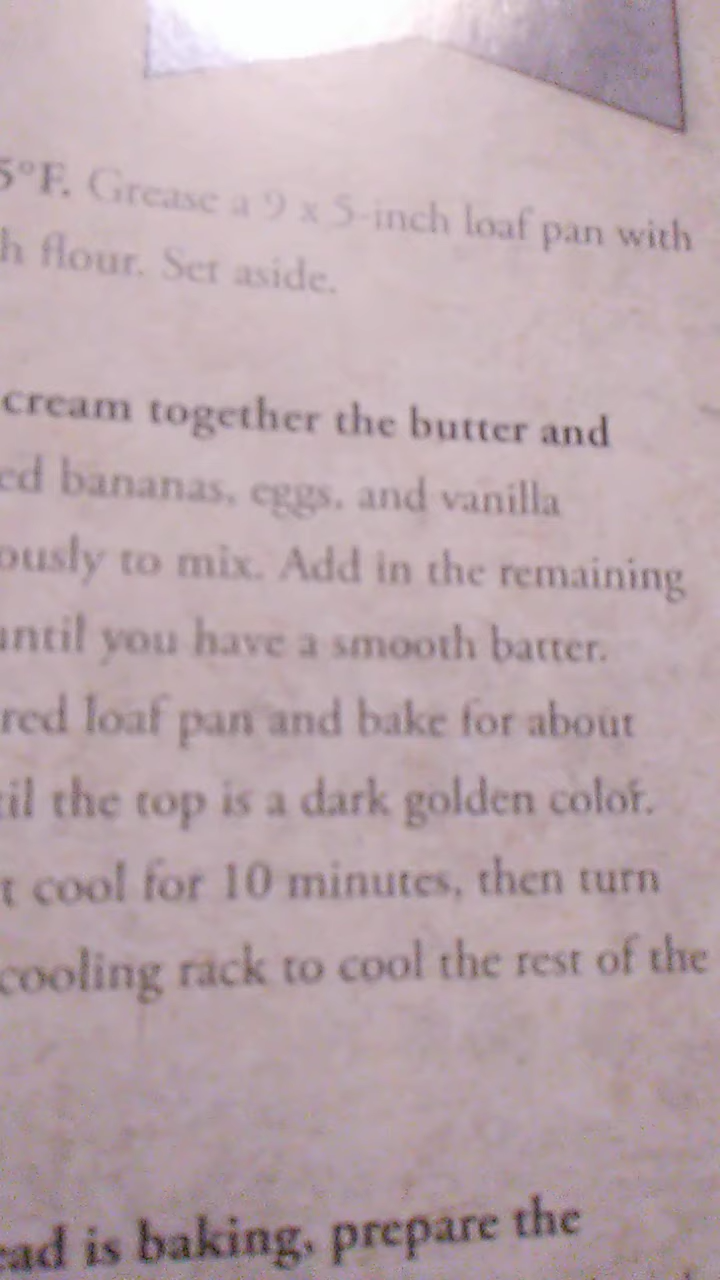 5°F. Grease a 9 x 5-inch loaf pan with
h flour. Set aside.
cream together the butter and
ed bananas, eggs, and vanilla
ously to mix. Add in the remaining
until you have a smooth batter.
red loaf pan and bake for about
til the top is a dark golden color.
t cool for 10 minutes, then turn
cooling rack to cool the rest of the
ead is baking, prepare the